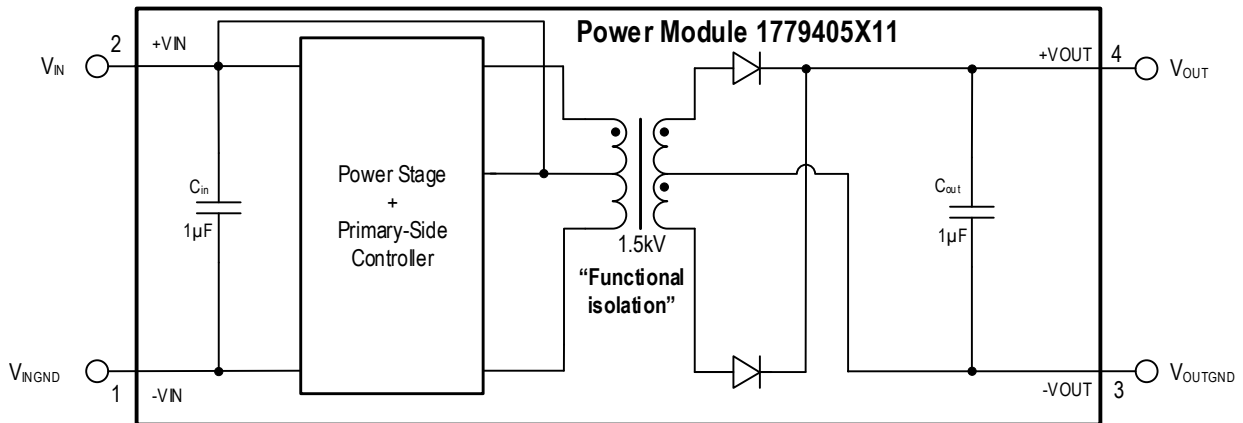 Power Module 1779405X11
2
+VIN
VIN
+VOUT
4
VOUT
Cin
1µF
Power Stage
+
Primary-Side
Controller
Cout
1µF
1.5kV
“Functional
isolation”
VINGND
1
-VIN
-VOUT
3
VOUTGND